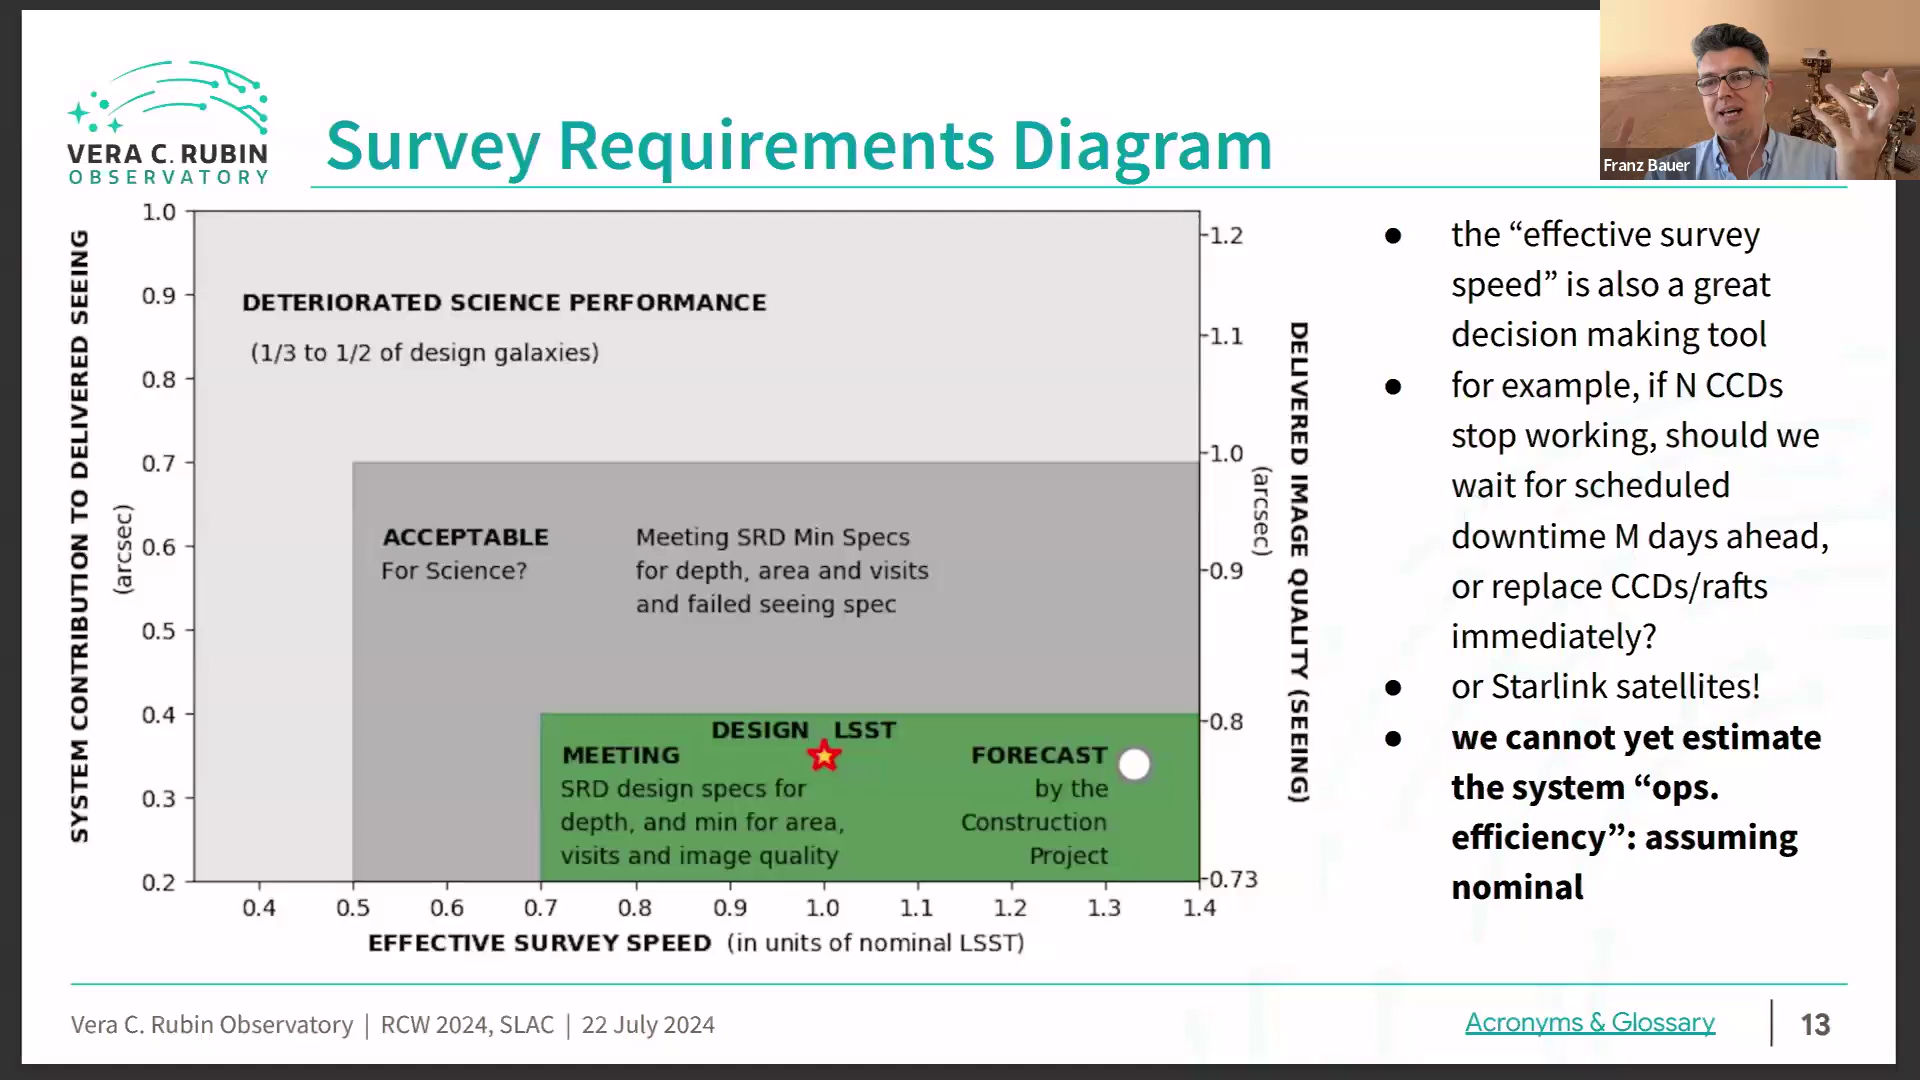 VERA C. RUBIN
OBSERVATORY
Survey Requirements Diagram
Franz Bauer
SYSTEM CONTRIBUTION TO DELIVERED SEEING
(arcsec)
1.0
0.9
0.8
0.7
0.6
0.5
0.4
0.3
0.2
DETERIORATED SCIENCE PERFORMANCE
(1/3 to 1/2 of design galaxies)
ACCEPTABLE
For Science?
Meeting SRD Min Specs
for depth, area and visits
and failed seeing spec
DESIGN LSST
MEETING
SRD design specs for
depth, and min for area,
visits and image quality
FORECAST
by the
Construction
Project
1.2
1.1
1.0
0.9
0.8
0.73
(arcsec)
DELIVERED IMAGE QUALITY (SEEING)
0.4 0.5 0.6 0.7 0.8 0.9 1.0 1.1 1.2 1.3 1.4
EFFECTIVE SURVEY SPEED (in units of nominal LSST)
● the “effective survey
speed” is also a great
decision making tool
● for example, if N CCDs
stop working, should we
wait for scheduled
downtime M days ahead,
or replace CCDs/rafts
immediately?
● or Starlink satellites!
● we cannot yet estimate
the system “ops.
efficiency”: assuming
nominal
Vera C. Rubin Observatory | RCW 2024, SLAC | 22 July 2024
Acronyms & Glossary
13